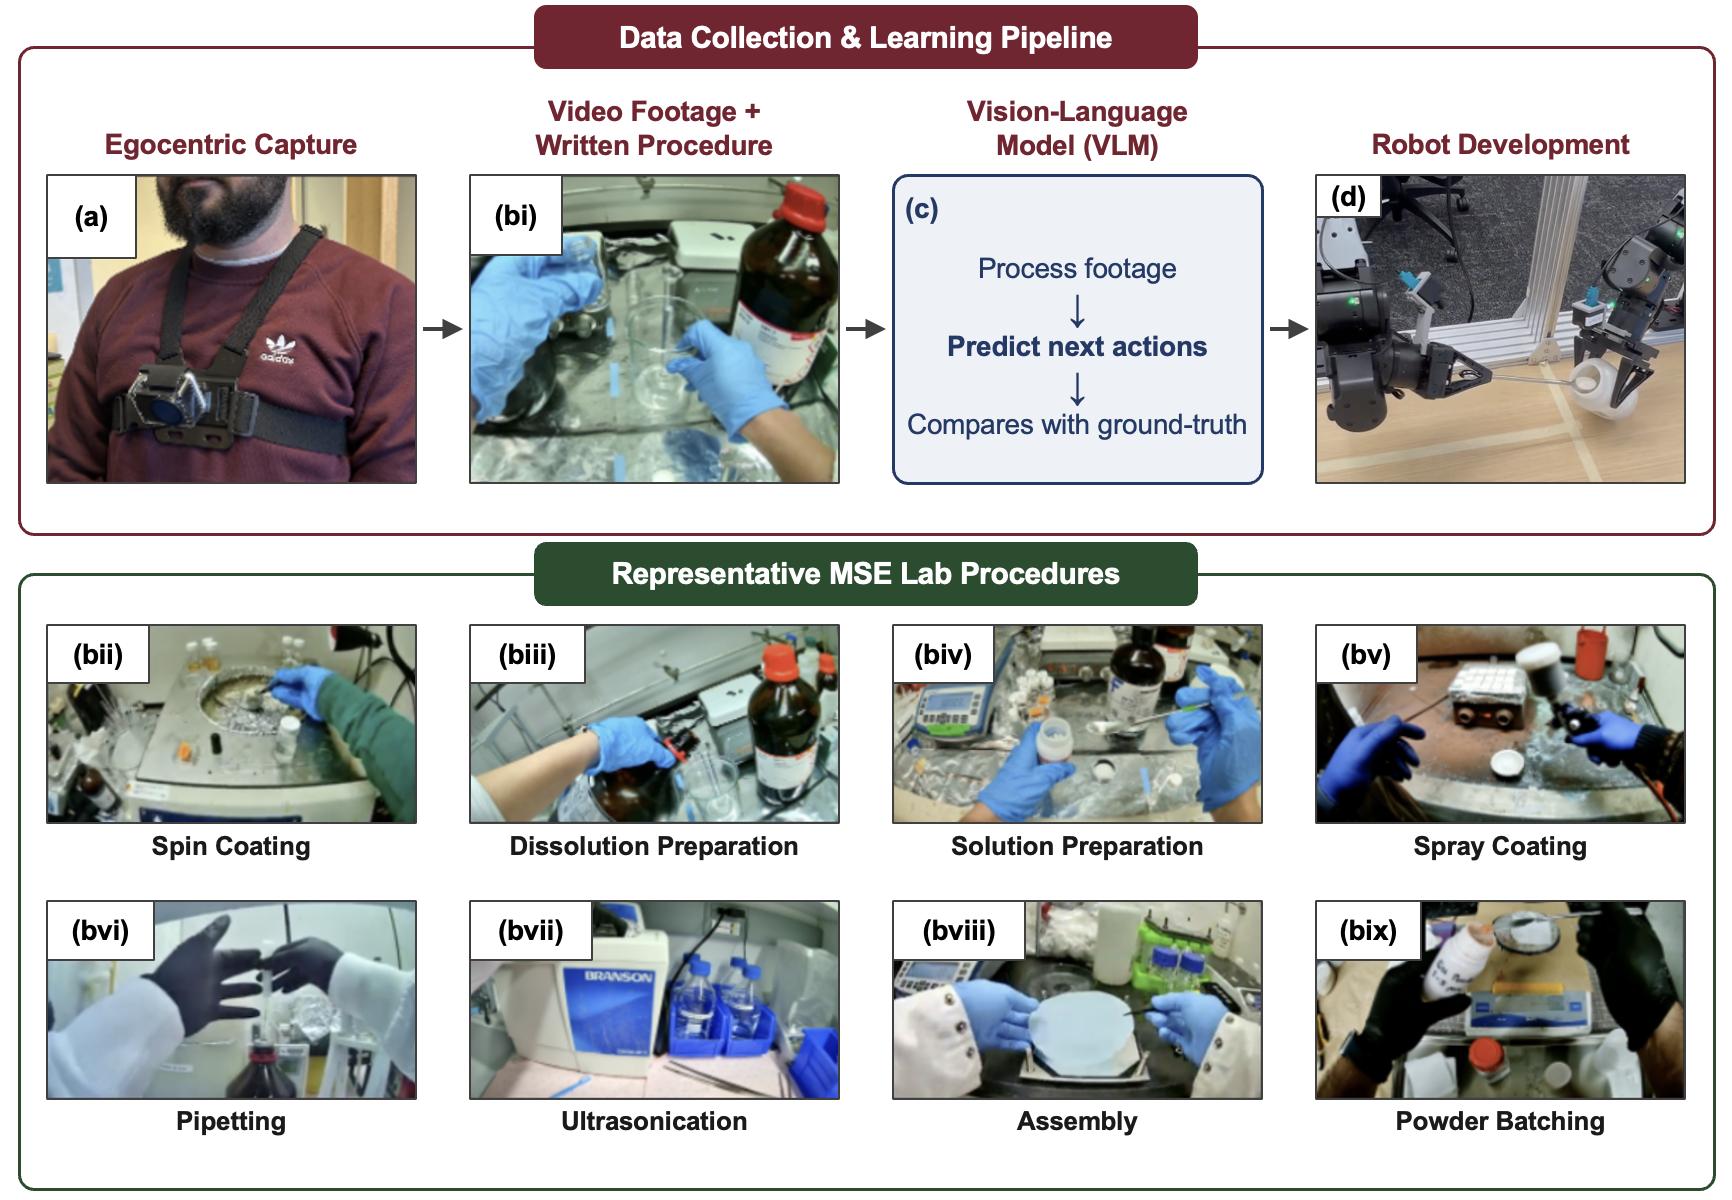 Data Collection & Learning Pipeline
Egocentric Capture
Video Footage +
Written Procedure
Vision-Language
Model (VLM)
Robot Development
(a)
adidas
(bi)
(c)
Process footage
↓
Predict next actions
↓
Compares with ground-truth
(d)
Representative MSE Lab Procedures
(bii)
(biii)
(biv)
(bv)
Spin Coating
Dissolution Preparation
Solution Preparation
Spray Coating
(bvi)
(bvii)
BRANSON
(bviii)
(bix)
Pipetting
Ultrasonication
Assembly
Powder Batching